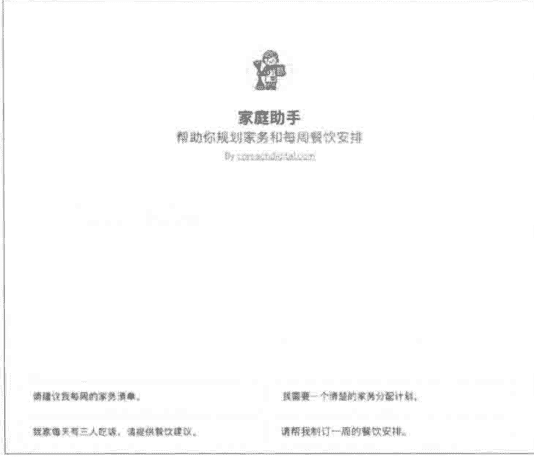 家庭助手
帮助你规划家务和每周餐饮安排
By
请建议我每周的家务清单。
我需要一个清楚的家务分配计划。
我家每天有三人吃饭，请提供餐饮建议。
请帮我制订一周的餐饮安排。